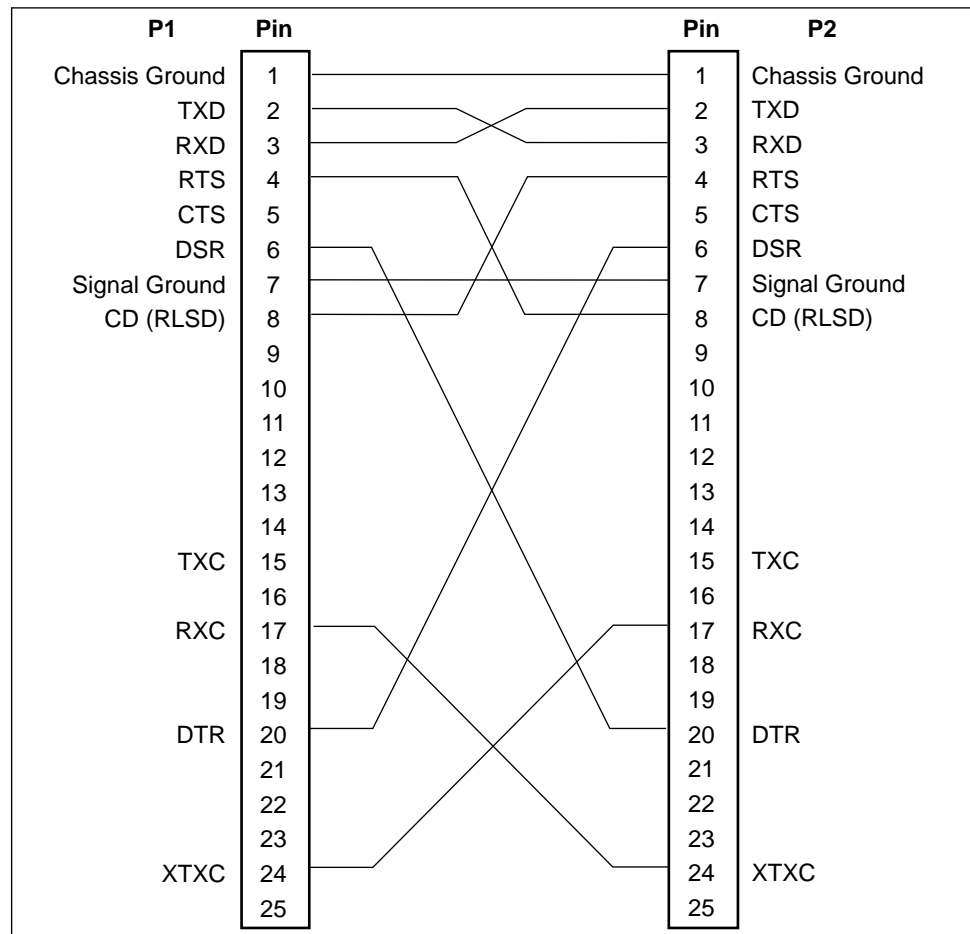 P1 Pin Pin P2
Chassis Ground 1 1 Chassis Ground
TXD 2 2 TXD
RXD 3 3 RXD
RTS 4 4 RTS
CTS 5 5 CTS
DSR 6 6 DSR
Signal Ground 7 7 Signal Ground
CD (RLSD) 8 8 CD (RLSD)
9 9
10 10
11 11
12 12
13 13
14 14
TXC 15 15 TXC
16 16
RXC 17 17 RXC
18 18
19 19
DTR 20 20 DTR
21 21
22 22
23 23
XTXC 24 24 XTXC
25 25